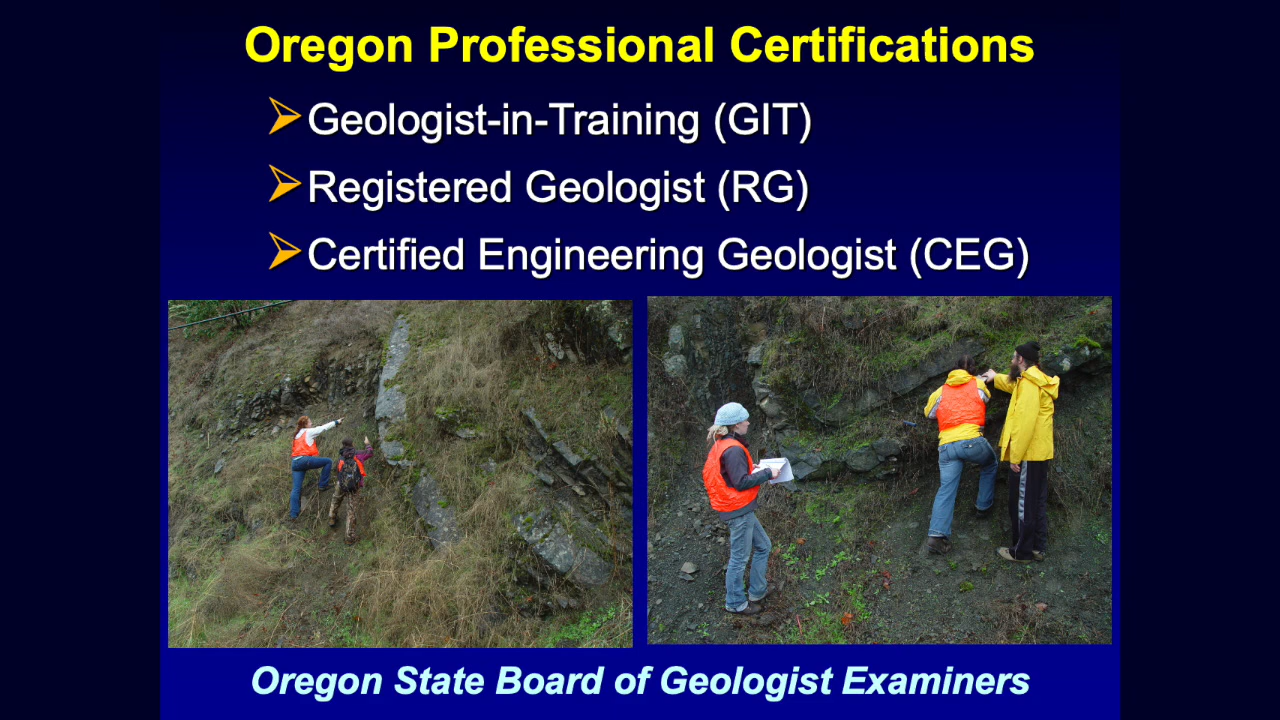 Oregon Professional Certifications
Geologist-in-Training (GIT)
Registered Geologist (RG)
Certified Engineering Geologist (CEG)
Oregon State Board of Geologist Examiners